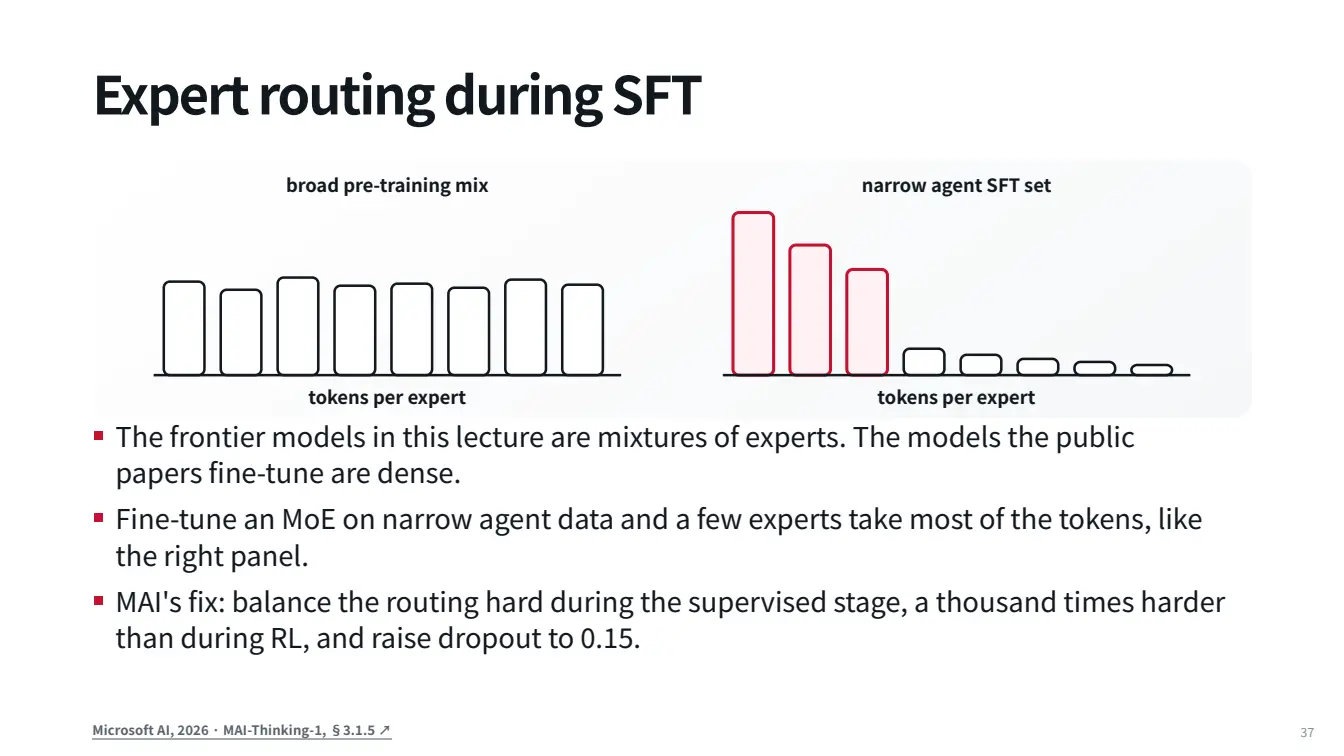 Expert routing during SFT
broad pre-training mix
narrow agent SFT set
tokens per expert
tokens per expert
The frontier models in this lecture are mixtures of experts. The models the public
papers fine-tune are dense.
Fine-tune an MoE on narrow agent data and a few experts take most of the tokens, like
the right panel.
MAI's fix: balance the routing hard during the supervised stage, a thousand times harder
than during RL, and raise dropout to 0.15.
Microsoft AI, 2026 · MAI-Thinking-1, §3.1.5 ↗
37